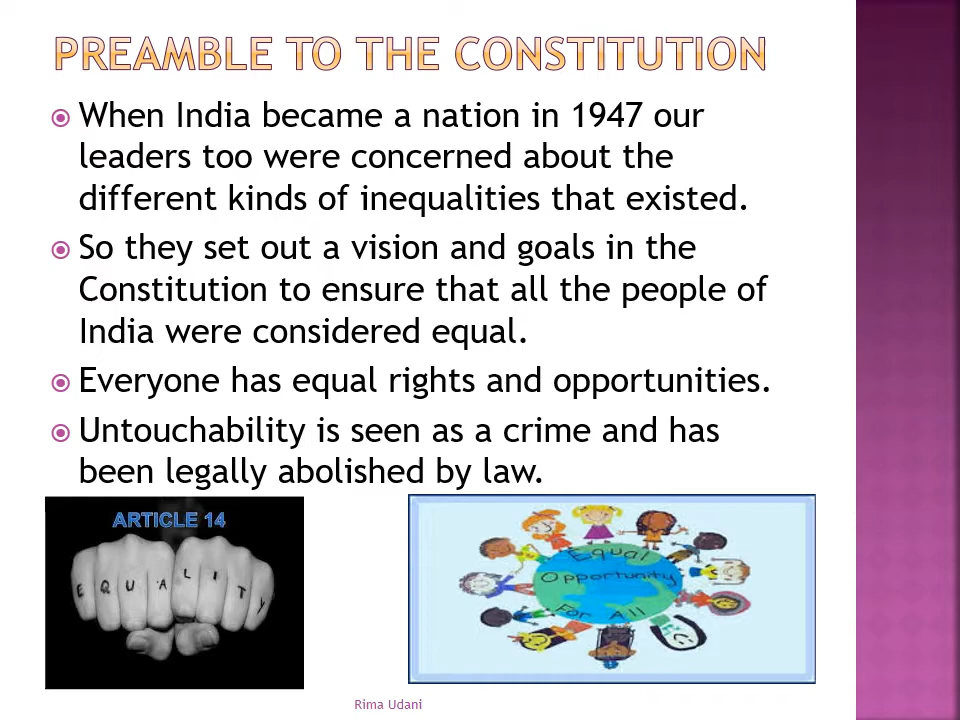 PREAMBLE TO THE CONSTITUTION
When India became a nation in 1947 our
leaders too were concerned about the
different kinds of inequalities that existed.
So they set out a vision and goals in the
Constitution to ensure that all the people of
India were considered equal.
Everyone has equal rights and opportunities.
Untouchability is seen as a crime and has
been legally abolished by law.
ARTICLE 14
EQUALITY
Equal
Opportunity
For All
Rima Udani